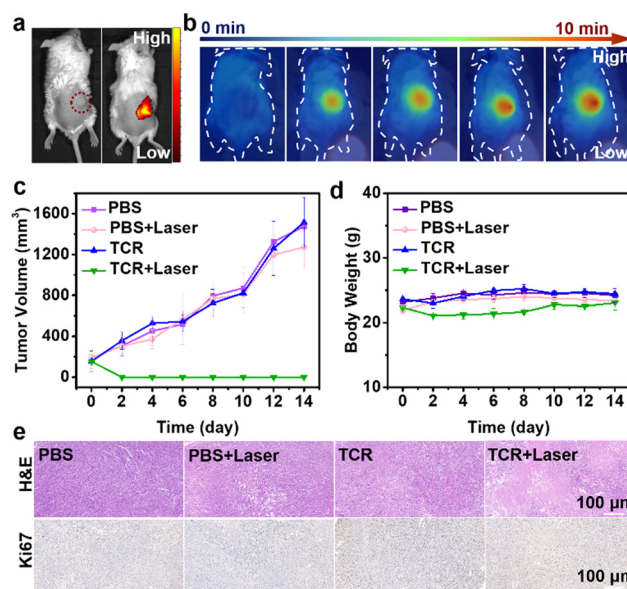 a
High
Low
b
0 min
10 min
High
Low
c
Tumor Volume (mm³)
1600
1200
800
400
0
PBS
PBS+Laser
TCR
TCR+Laser
0 2 4 6 8 10 12 14
Time (day)
d
Body Weight (g)
40
30
20
10
PBS
PBS+Laser
TCR
TCR+Laser
0 2 4 6 8 10 12 14
Time (day)
e
H&E
PBS
PBS+Laser
TCR
TCR+Laser
100 μm
Ki67
100 μm